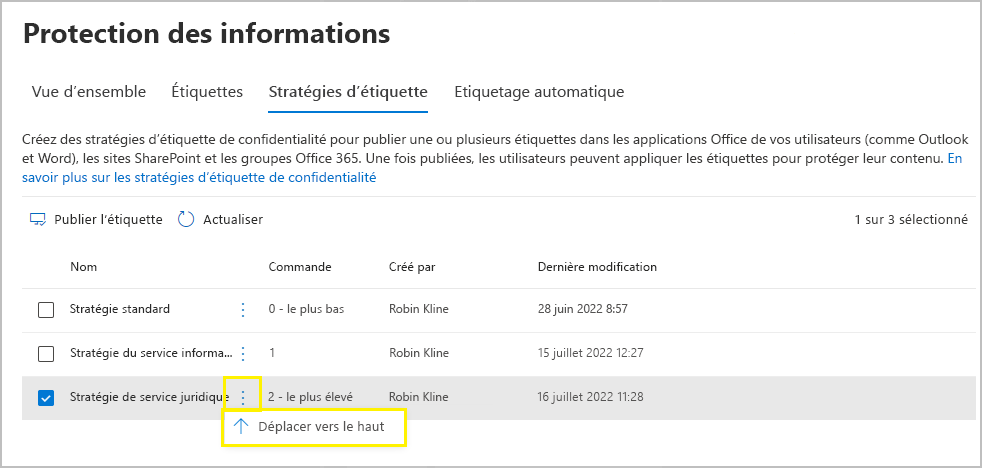 Protection des informations
Vue d’ensemble Étiquettes Stratégies d’étiquette Etiquetage automatique
Créez des stratégies d’étiquette de confidentialité pour publier une ou plusieurs étiquettes dans les applications Office de vos utilisateurs (comme Outlook
et Word), les sites SharePoint et les groupes Office 365. Une fois publiées, les utilisateurs peuvent appliquer les étiquettes pour protéger leur contenu. En
savoir plus sur les stratégies d’étiquette de confidentialité
Publier l’étiquette Actualiser 1 sur 3 sélectionné
Nom Commande Créé par Dernière modification
Stratégie standard 0 - le plus bas Robin Kline 28 juin 2022 8:57
Stratégie du service informa... 1 Robin Kline 15 juillet 2022 12:27
Stratégie de service juridique 2 - le plus élevé Robin Kline 16 juillet 2022 11:28
Déplacer vers le haut